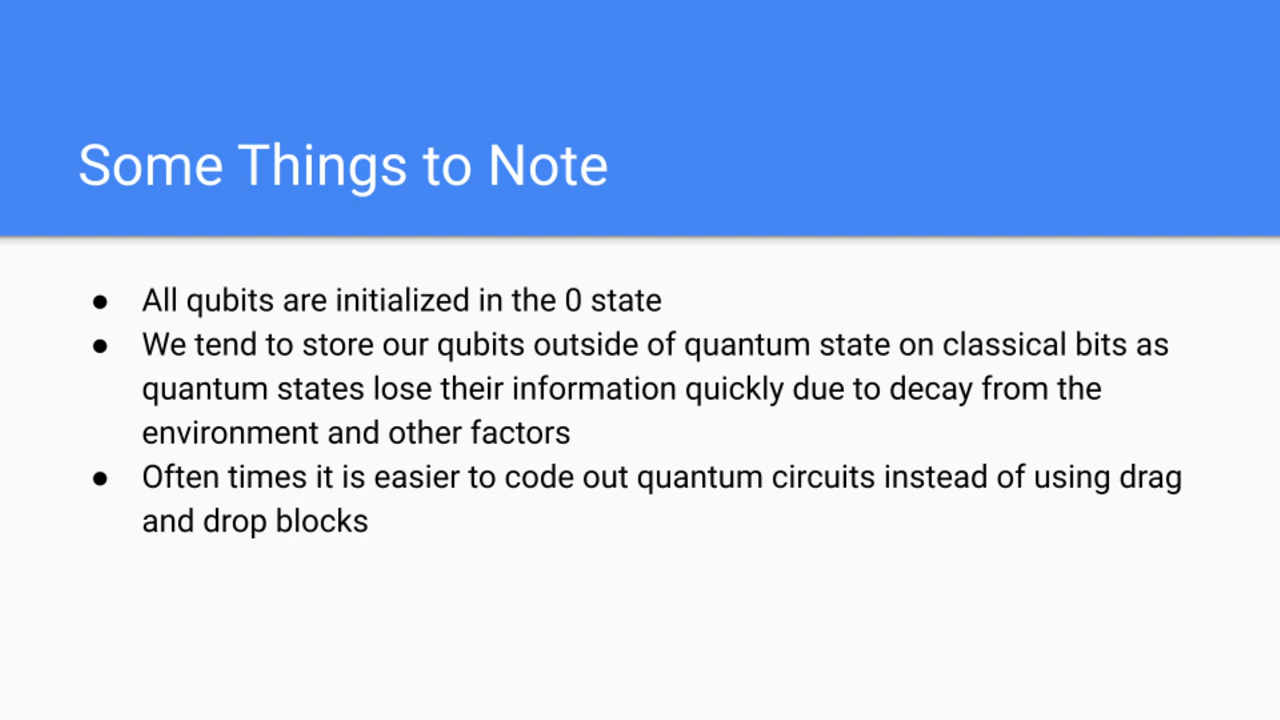 Some Things to Note
● All qubits are initialized in the 0 state
● We tend to store our qubits outside of quantum state on classical bits as
quantum states lose their information quickly due to decay from the
environment and other factors
● Often times it is easier to code out quantum circuits instead of using drag
and drop blocks